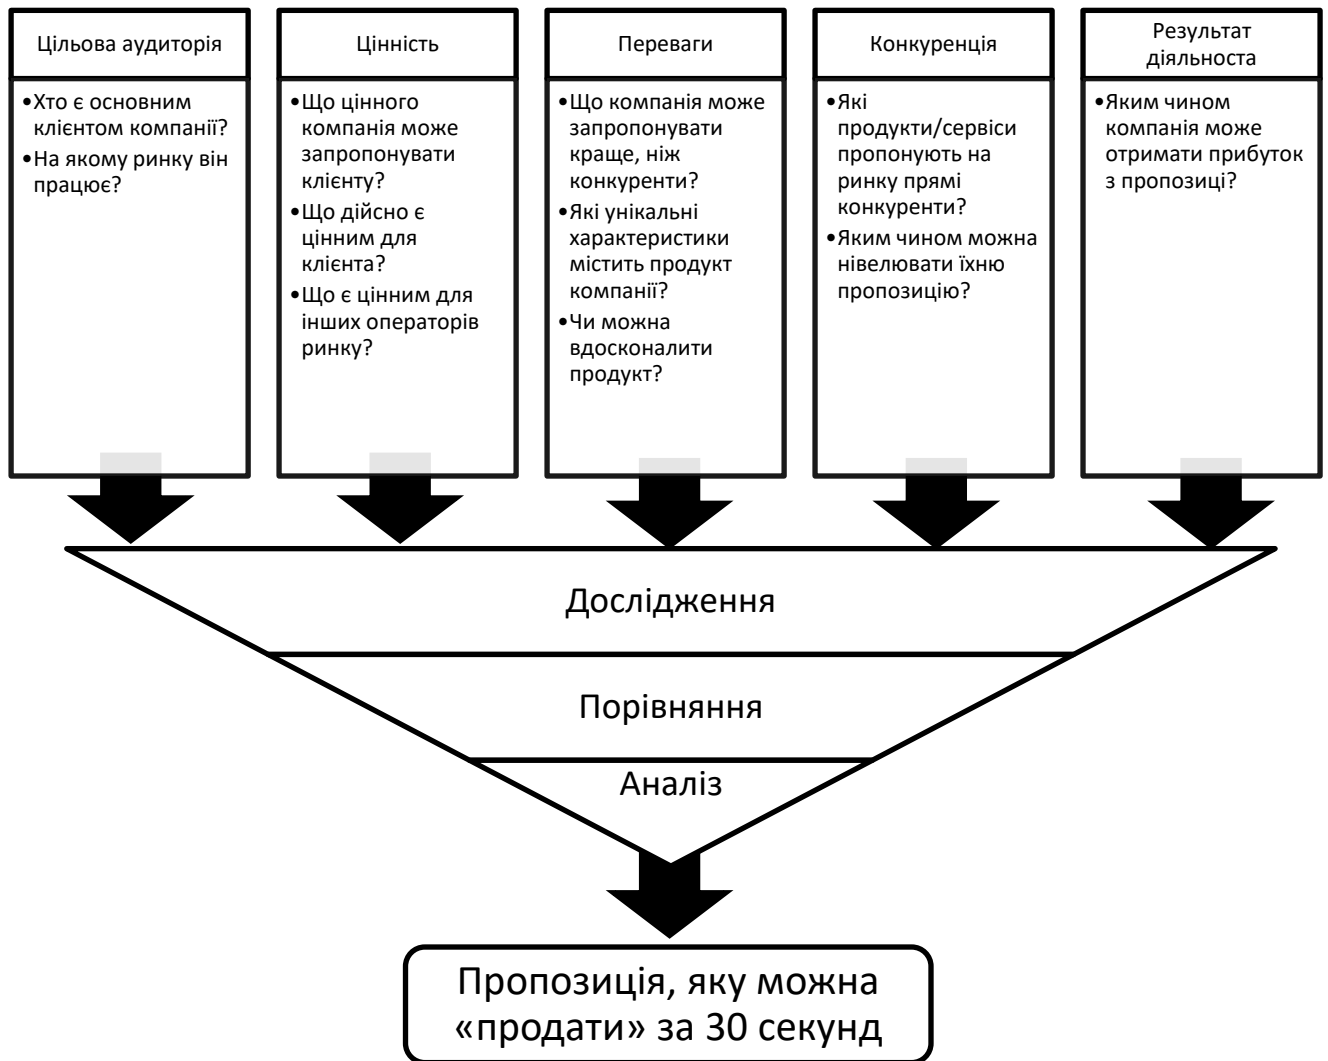 Цільова аудиторія
•Хто є основним
клієнтом компанії?
•На якому ринку він
працює?
Цінність
•Що цінного
компанія може
запропонувати
клієнту?
•Що дійсно є
цінним для
клієнта?
•Що є цінним для
інших операторів
ринку?
Переваги
•Що компанія може
запропонувати
краще, ніж
конкуренти?
•Які унікальні
характеристики
містить продукт
компанії?
•Чи можна
вдосконалити
продукт?
Конкуренція
•Які
продукти/сервіси
пропонують на
ринку прямі
конкуренти?
•Яким чином можна
нівелювати їхню
пропозицію?
Результат
діяльноста
•Яким чином
компанія може
отримати прибуток
з пропозиці?
Дослідження
Порівняння
Аналіз
Пропозиція, яку можна
«продати» за 30 секунд